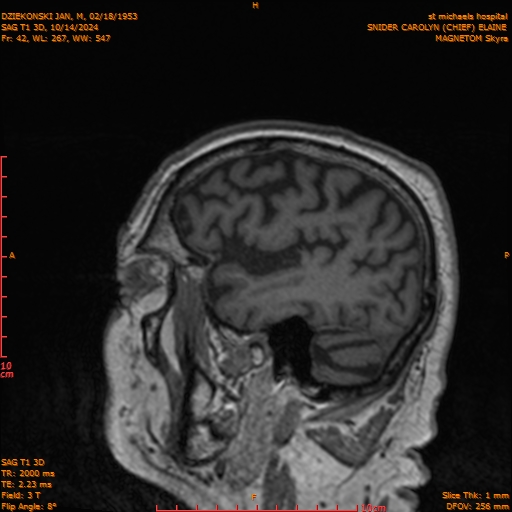 H
DZIEKONSKI JAN, M, 02/18/1953
SAG T1 3D, 10/14/2024
Fr: 42, WL: 267, WW: 547
st michaels hospital
SNIDER CAROLYN (CHIEF) ELAINE
MAGNETOM Skyra
A
P
10
cm
SAG T1 3D
TR: 2000 ms
TE: 2.23 ms
Field: 3 T
Flip Angle: 8°
F
10cm
Slice Thk: 1 mm
DFOV: 256 mm